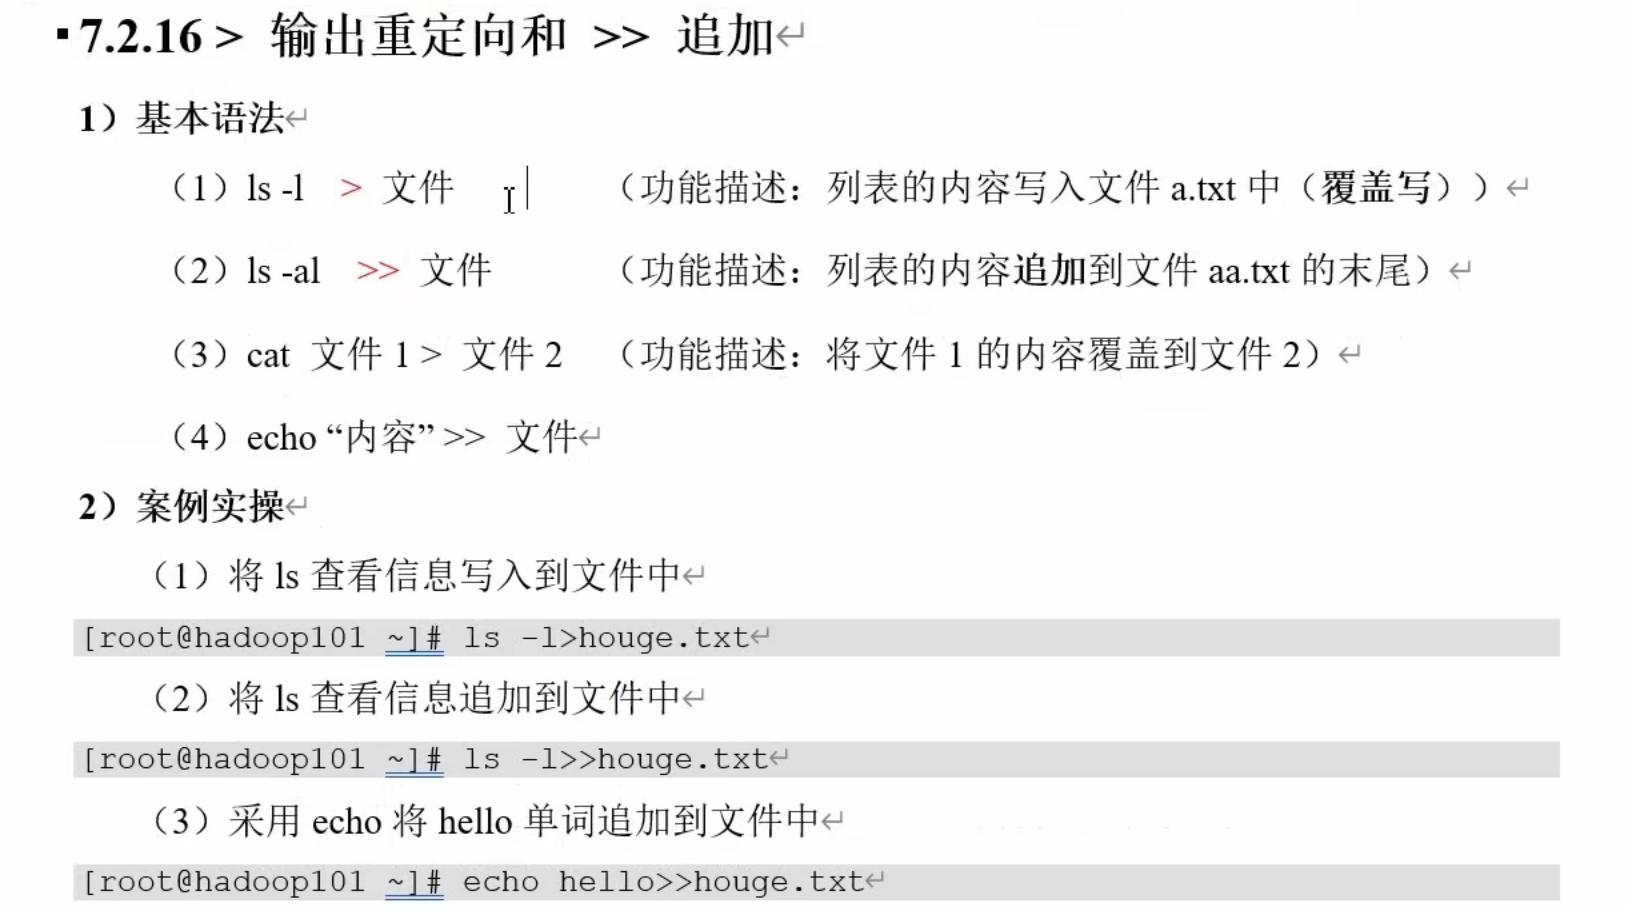 ▪7.2.16 > 输出重定向和 >> 追加↵
1）基本语法↵
（1）ls -l > 文件 （功能描述：列表的内容写入文件 a.txt 中（覆盖写））↵
（2）ls -al >> 文件 （功能描述：列表的内容追加到文件 aa.txt 的末尾）↵
（3）cat 文件 1 > 文件 2 （功能描述：将文件 1 的内容覆盖到文件 2）↵
（4）echo “内容” >> 文件↵
2）案例实操↵
（1）将 ls 查看信息写入到文件中↵
[root@hadoop101 ~]# ls -l>houge.txt↵
（2）将 ls 查看信息追加到文件中↵
[root@hadoop101 ~]# ls -l>>houge.txt↵
（3）采用 echo 将 hello 单词追加到文件中↵
[root@hadoop101 ~]# echo hello>>houge.txt↵